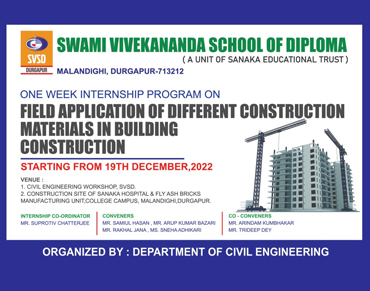 SVSD
DURGAPUR
SWAMI VIVEKANANDA SCHOOL OF DIPLOMA
( A UNIT OF SANAKA EDUCATIONAL TRUST )
MALANDIGHI, DURGAPUR-713212
ONE WEEK INTERNSHIP PROGRAM ON
FIELD APPLICATION OF DIFFERENT CONSTRUCTION
MATERIALS IN BUILDING
CONSTRUCTION
STARTING FROM 19TH DECEMBER,2022
VENUE :
1. CIVIL ENGINEERING WORKSHOP, SVSD.
2. CONSTRUCTION SITE OF SANAKA HOSPITAL & FLY ASH BRICKS
MANUFACTURING UNIT,COLLEGE CAMPUS, MALANDIGHI,DURGAPUR.
INTERNSHIP CO-ORDINATOR
MR. SUPROTIV CHATTERJEE
CONVENERS
MR. SAMIUL HASAN , MR. ARUP KUMAR BAZARI
MR. RAKHAL JANA , MS. SNEHA ADHIKARI
CO - CONVENERS
MR. ARINDAM KUMBHAKAR
MR. TRIDEEP DEY
ORGANIZED BY : DEPARTMENT OF CIVIL ENGINEERING